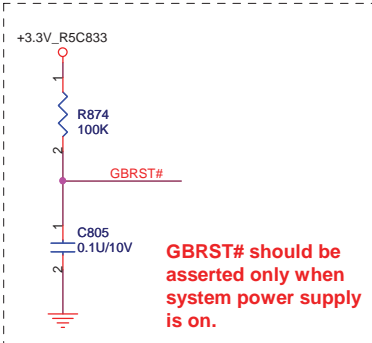 +3.3V_R5C833
1
R874
100K
2
GBRST#
1
C805
0.1U/10V
2
GBRST# should be
asserted only when
system power supply
is on.